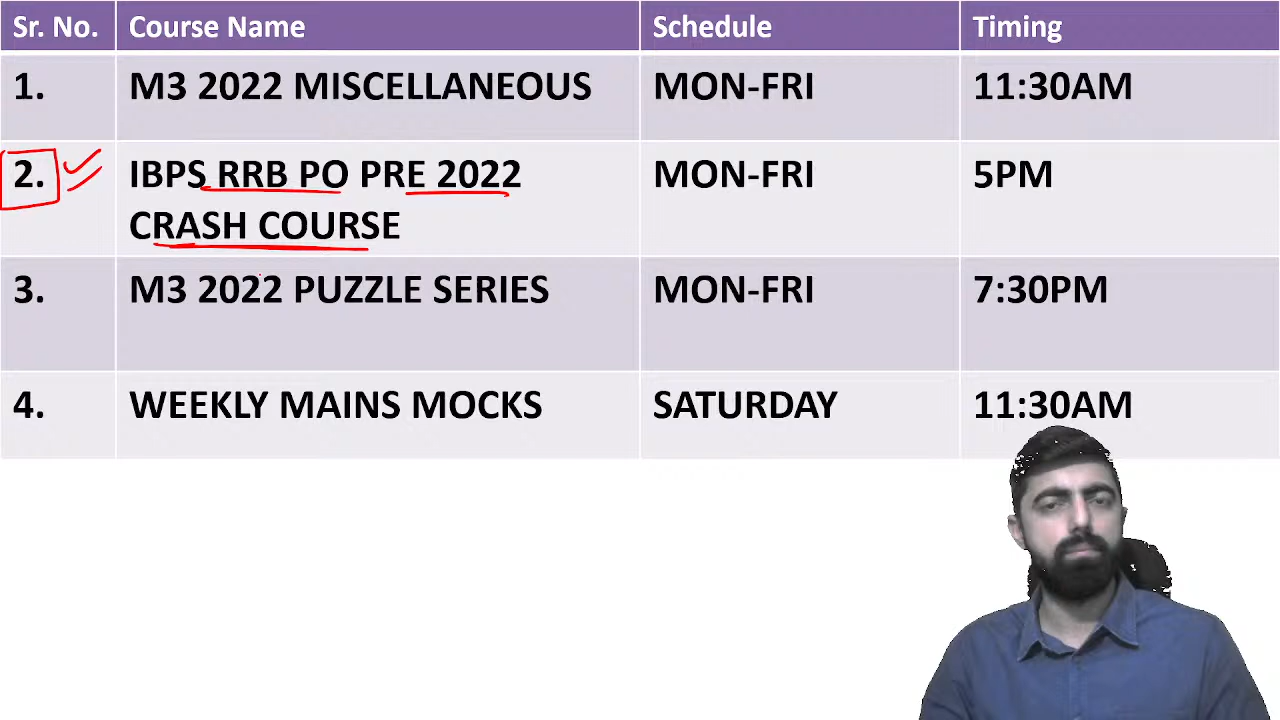 Sr. No. Course Name Schedule Timing
1. M3 2022 MISCELLANEOUS MON-FRI 11:30AM
2. IBPS RRB PO PRE 2022 MON-FRI 5PM
CRASH COURSE
3. M3 2022 PUZZLE SERIES MON-FRI 7:30PM
4. WEEKLY MAINS MOCKS SATURDAY 11:30AM